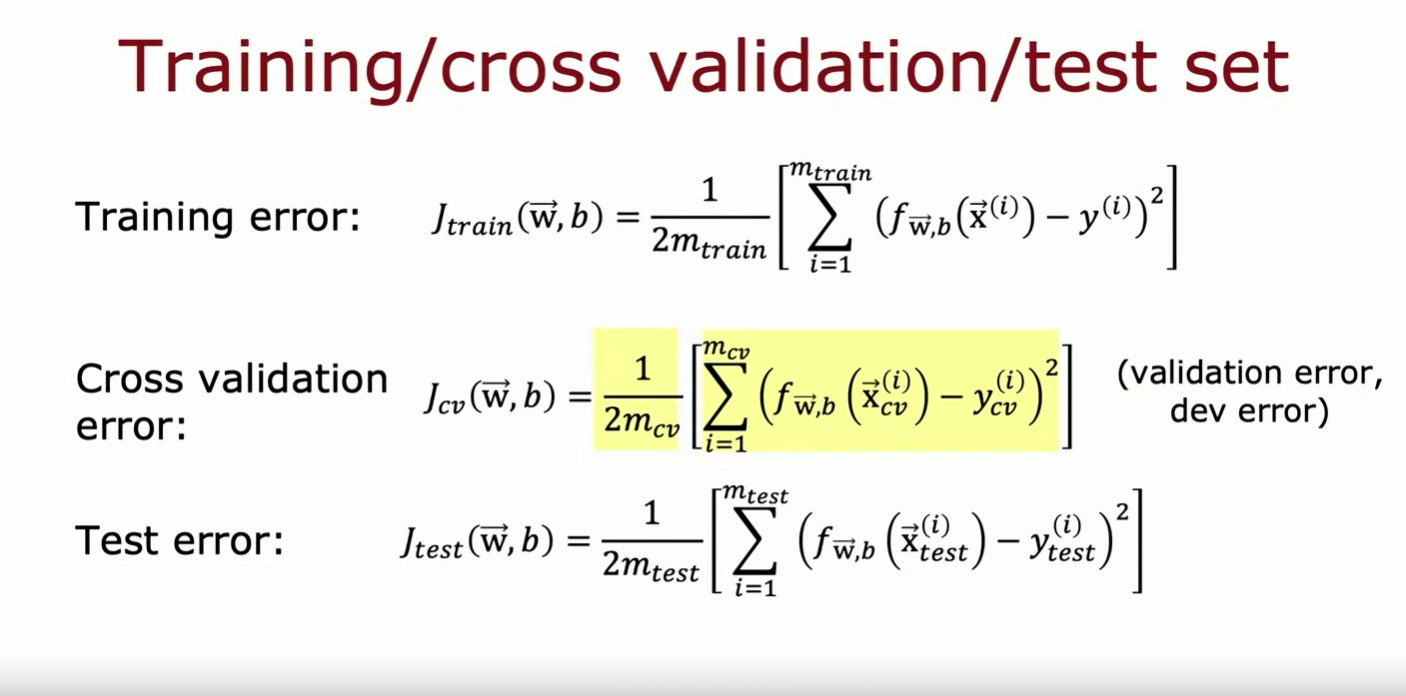 Training/cross validation/test set
Training error: $J_{train}(\vec{w}, b) = \frac{1}{2m_{train}} \left[ \sum_{i=1}^{m_{train}} (f_{\vec{w},b}(\vec{x}^{(i)}) - y^{(i)})^2 \right]$
Cross validation error: $J_{cv}(\vec{w}, b) = \frac{1}{2m_{cv}} \left[ \sum_{i=1}^{m_{cv}} \left( f_{\vec{w},b} \left( \vec{x}_{cv}^{(i)} \right) - y_{cv}^{(i)} \right)^2 \right]$ (validation error, dev error)
Test error: $J_{test}(\vec{w}, b) = \frac{1}{2m_{test}} \left[ \sum_{i=1}^{m_{test}} \left( f_{\vec{w},b} \left( \vec{x}_{test}^{(i)} \right) - y_{test}^{(i)} \right)^2 \right]$